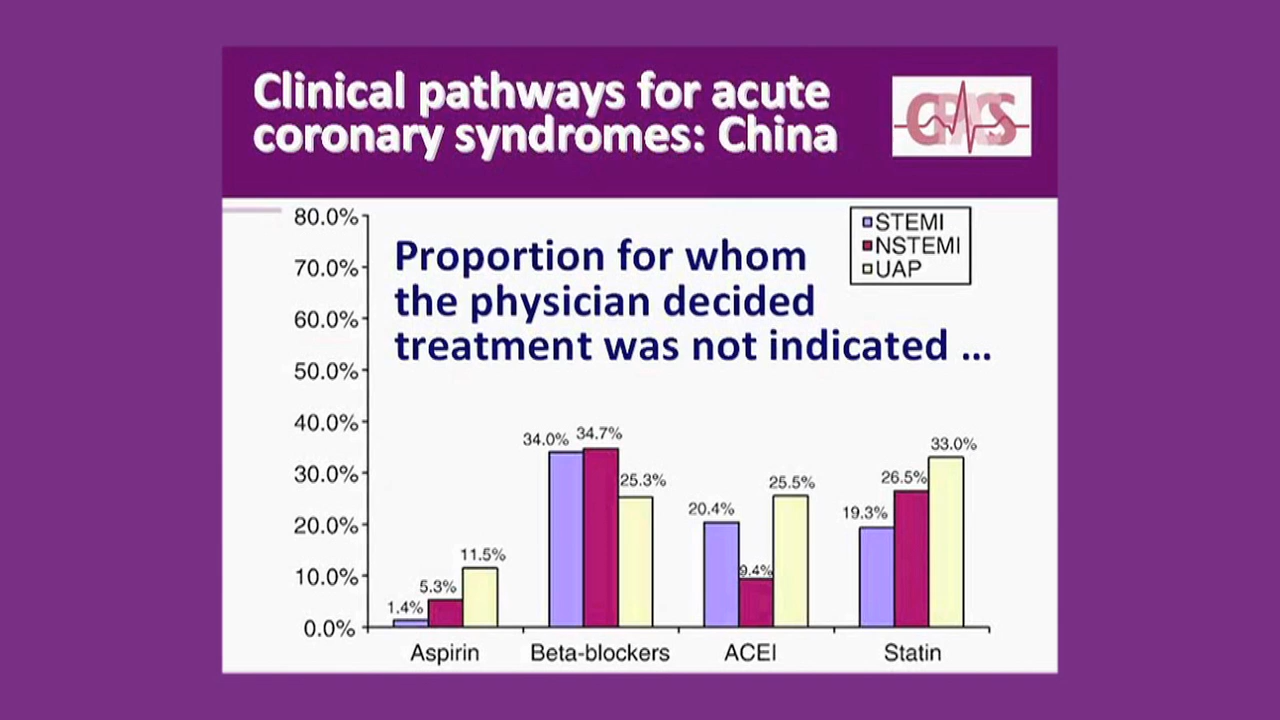 Clinical pathways for acute
coronary syndromes: China
CPACS
80.0%
70.0%
60.0%
50.0%
40.0%
30.0%
20.0%
10.0%
0.0%
STEMI
NSTEMI
UAP
Proportion for whom
the physician decided
treatment was not indicated ...
1.4%
5.3%
11.5%
34.0%
34.7%
25.3%
20.4%
9.4%
25.5%
19.3%
26.5%
33.0%
Aspirin
Beta-blockers
ACEI
Statin